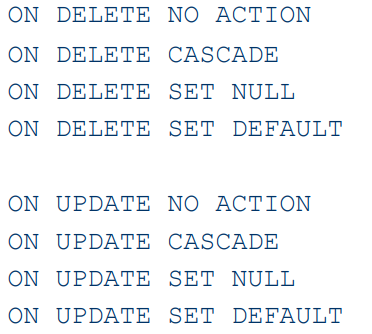 ON DELETE NO ACTION
ON DELETE CASCADE
ON DELETE SET NULL
ON DELETE SET DEFAULT
ON UPDATE NO ACTION
ON UPDATE CASCADE
ON UPDATE SET NULL
ON UPDATE SET DEFAULT